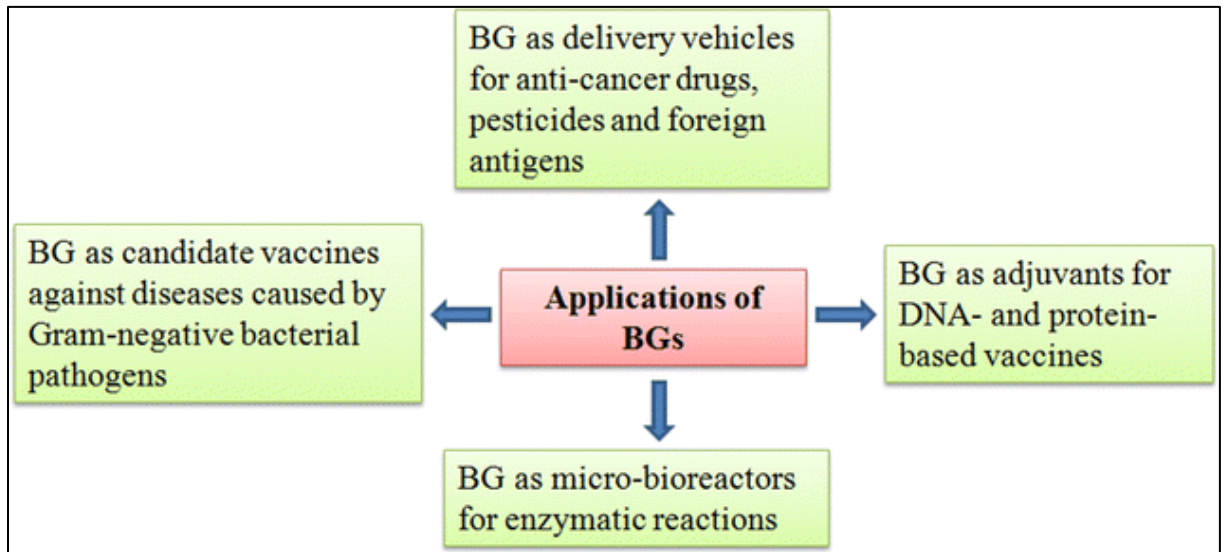 BG as delivery vehicles
for anti-cancer drugs,
pesticides and foreign
antigens
BG as candidate vaccines
against diseases caused by
Gram-negative bacterial
pathogens
Applications of
BGs
BG as adjuvants for
DNA- and protein-
based vaccines
BG as micro-bioreactors
for enzymatic reactions